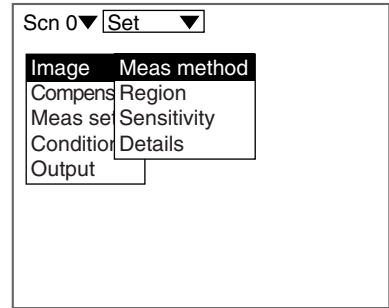 Scn 0▼ Set ▼
Image
Compens
Meas set
Condition
Output
Meas method
Region
Sensitivity
Details